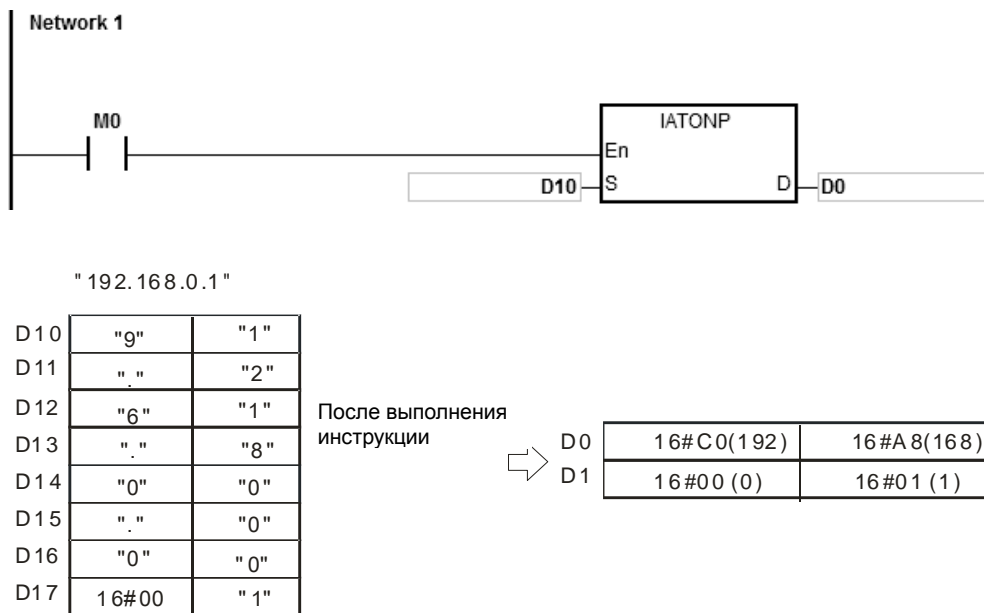 Network 1
M0
IATONP
En
D10 S D D0
"192.168.0.1"
D10 "9" "1"
D11 "." "2"
D12 "6" "1"
D13 "." "8"
D14 "0" "0"
D15 "." "0"
D16 "0" "0"
D17 16#00 "1"
После выполнения
инструкции
D0 16#C0(192) 16#A8(168)
D1 16#00 (0) 16#01 (1)